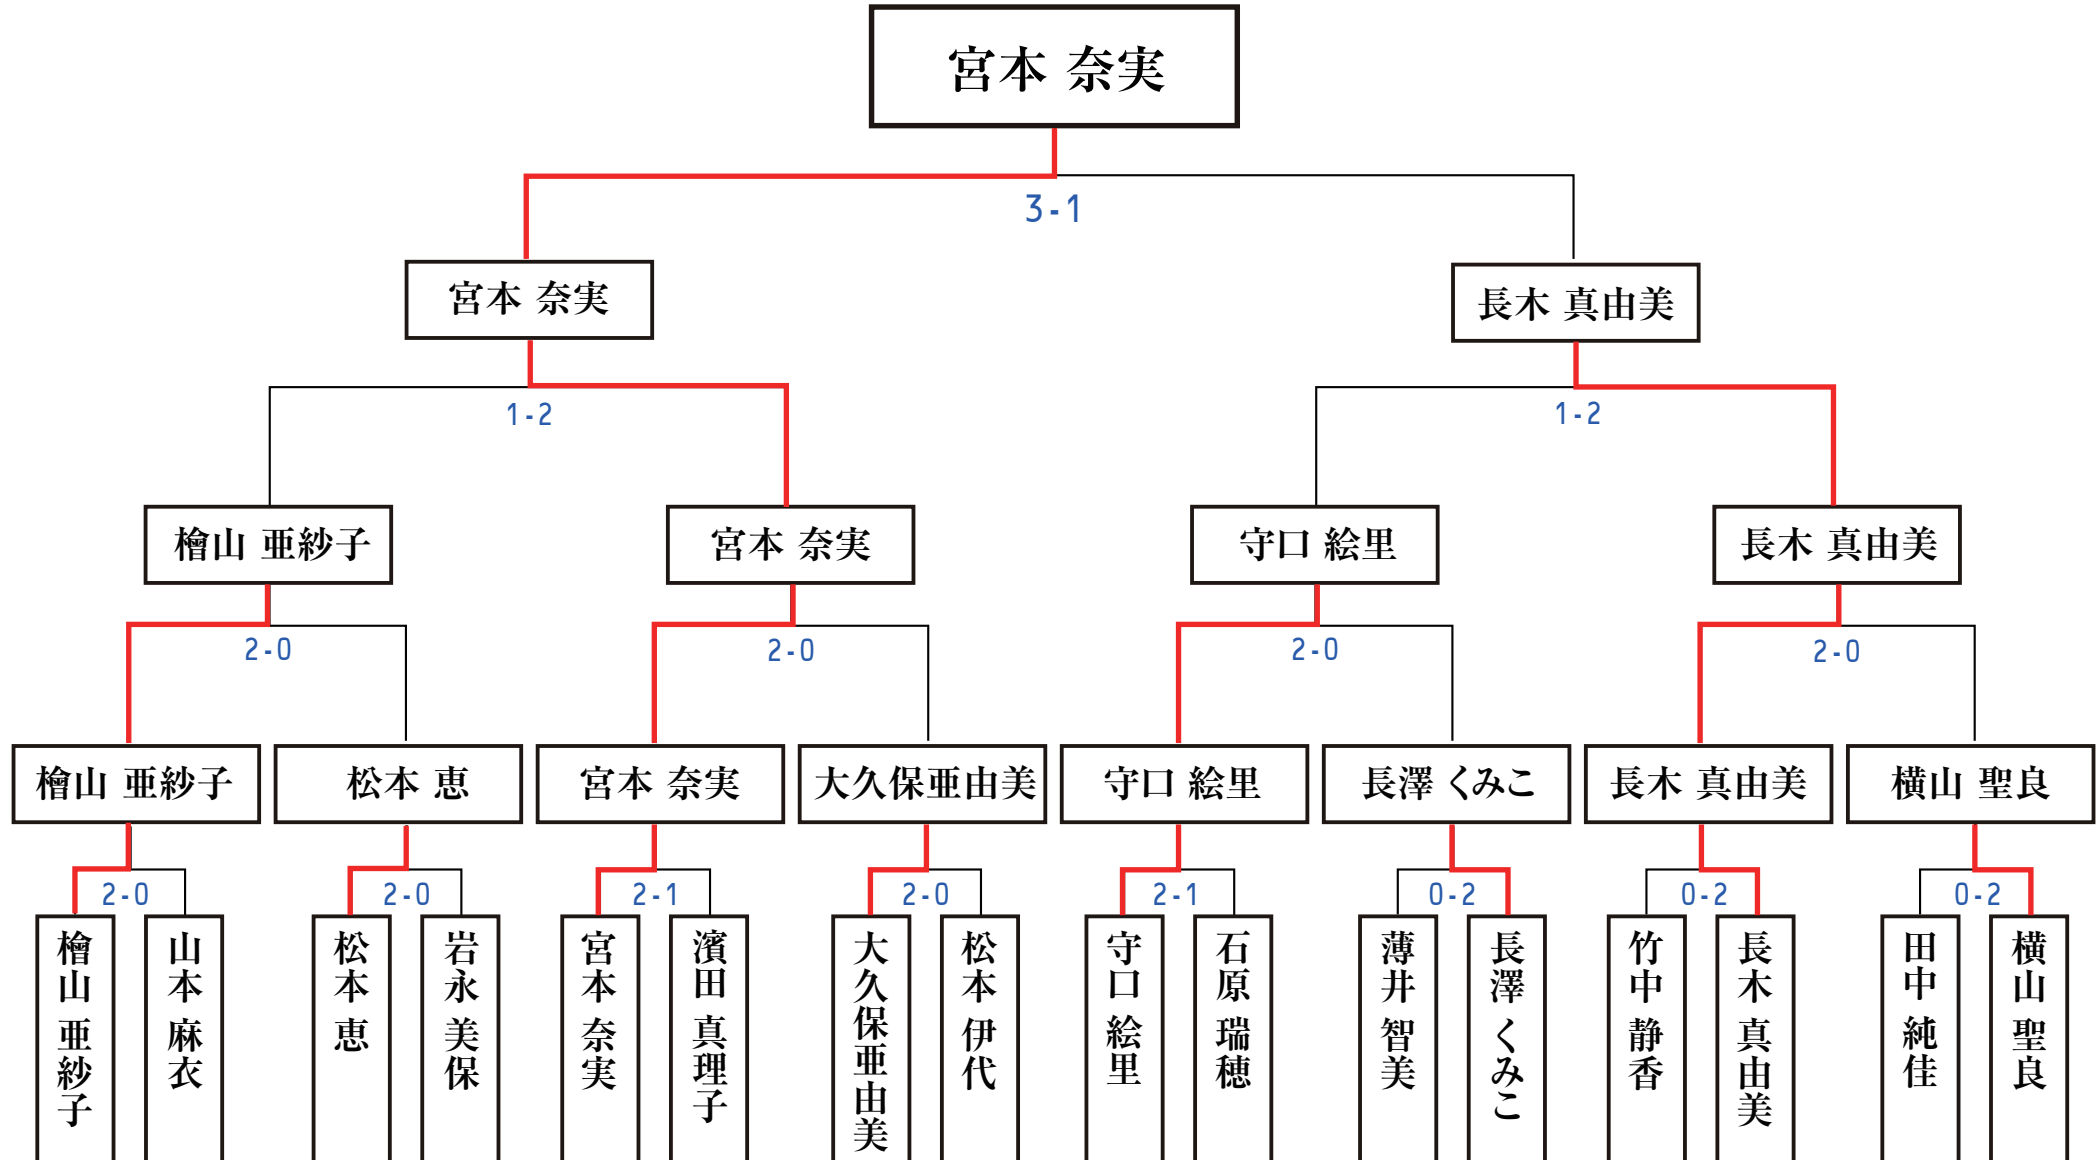 宮本 奈実
3-1
宮本 奈実
長木 真由美
1-2
1-2
檜山 亜紗子
宮本 奈実
守口 絵里
長木 真由美
2-0
2-0
2-0
2-0
檜山 亜紗子
松本 恵
宮本 奈実
大久保亜由美
守口 絵里
長澤 くみこ
長木 真由美
横山 聖良
2-0
2-0
2-1
2-0
2-1
0-2
0-2
0-2
檜山 亜紗子
山本 麻衣
松本 恵
岩永 美保
宮本 奈実
濱田 真理子
大久保亜由美
松本 伊代
守口 絵里
石原 瑞穂
薄井 智美
長澤 くみこ
竹中 静香
長木 真由美
田中 純佳
横山 聖良